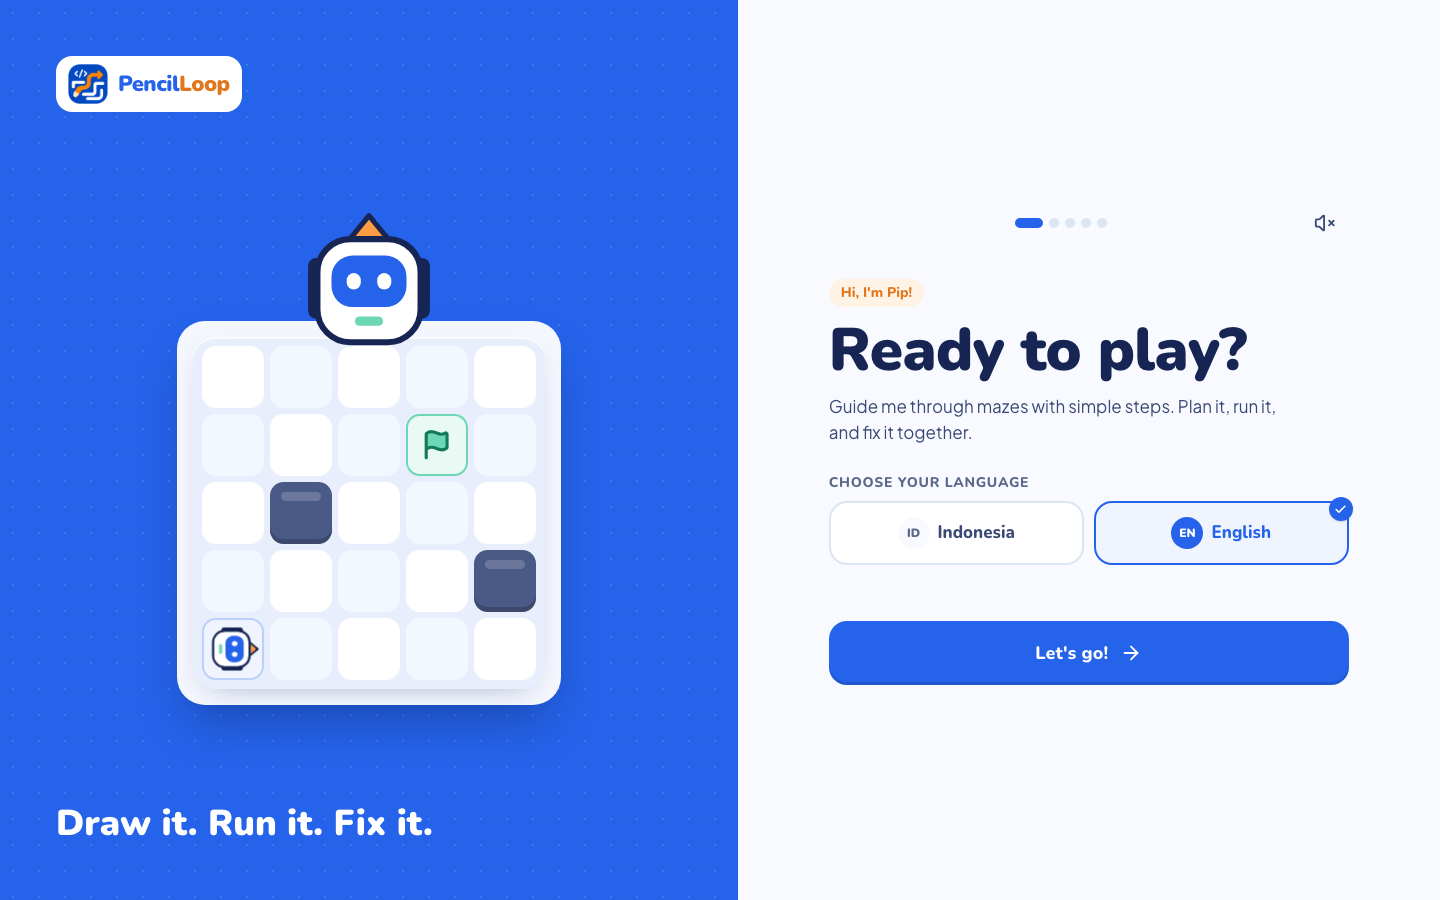 PencilLoop
Draw it. Run it. Fix it.
Hi, I'm Pip!
Ready to play?
Guide me through mazes with simple steps. Plan it, run it,
and fix it together.
CHOOSE YOUR LANGUAGE
ID Indonesia
EN English
Let's go!